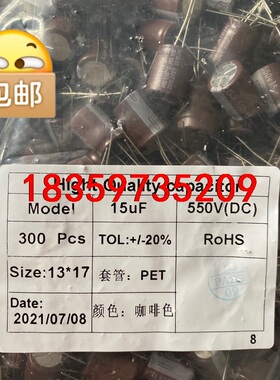 包邮
18359735209
Hight Quality capacitor
Model 15uF 550V(DC)
300 Pcs TOL:+/-20% RoHS
Size:13*17 套管：PET
Date: 2021/07/08 颜色：咖啡色
8